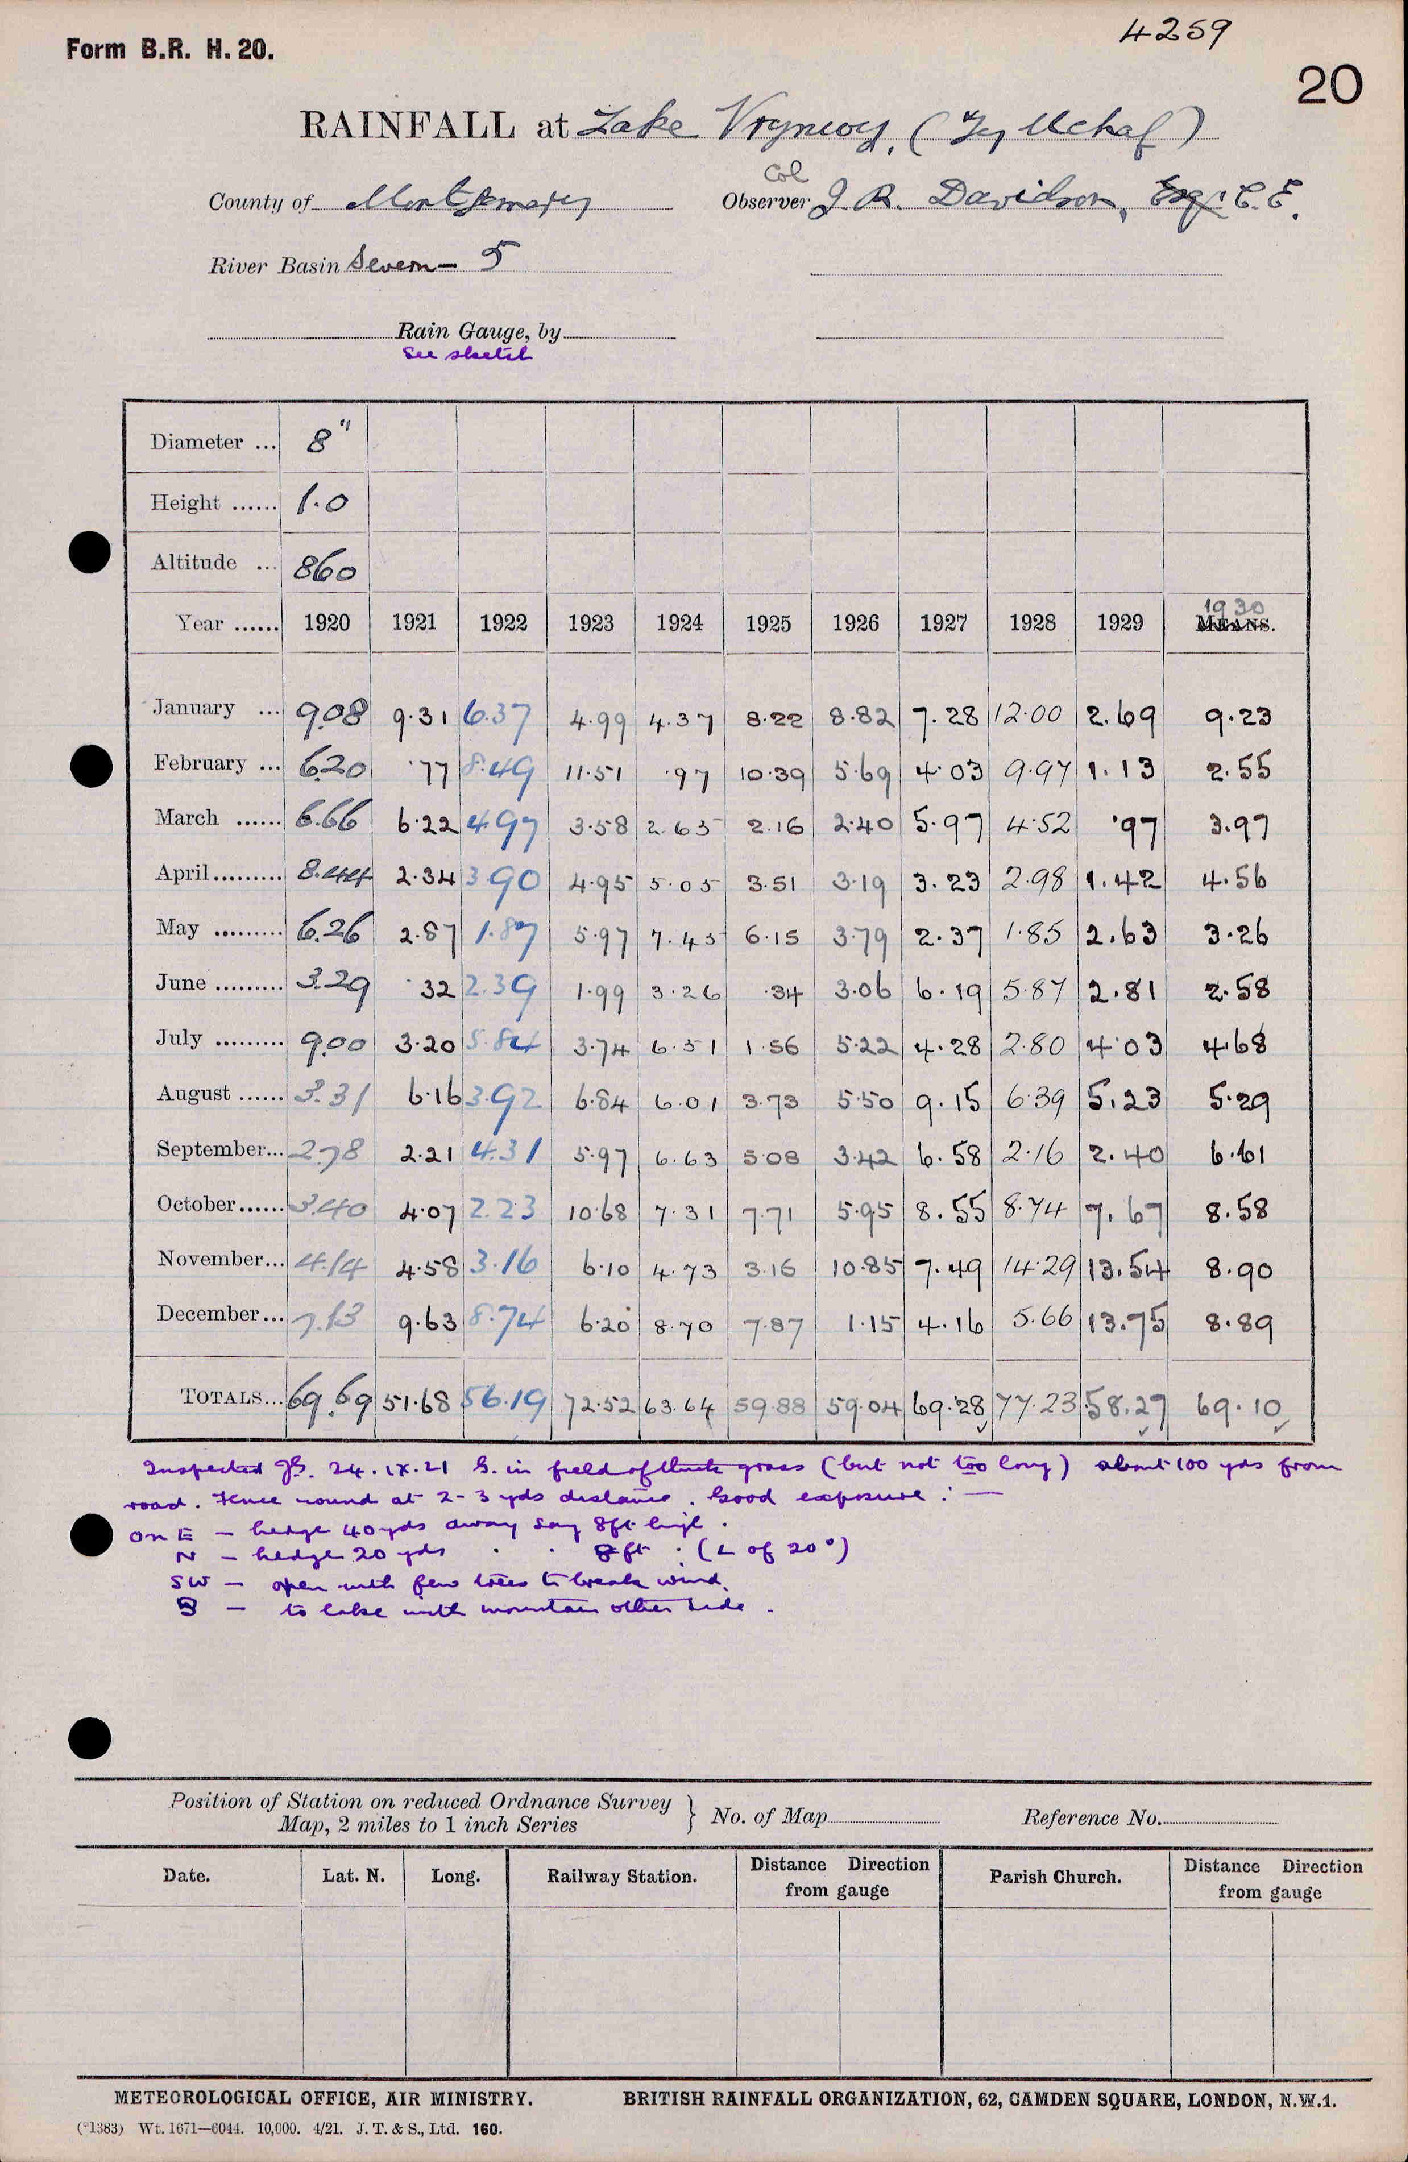 4259
Form B.R. H. 20.
20
RAINFALL at Lake Vrynwy, (Ty Uchaf)
Col
County of Montgomery Observer J R. Davidson, Esq. C.E.
River Basin Severn - 5
Rain Gauge, by
See sketch
Diameter ... 8"
Height ...... 1.0
Altitude ... 860
1930
Year ...... 1920 1921 1922 1923 1924 1925 1926 1927 1928 1929 MEANS.
January ... 9.08 9.31 6.37 4.99 4.37 8.22 8.82 7.28 12.00 2.69 9.23
February ... 6.20 .77 8.49 11.51 .97 10.39 5.69 4.03 9.97 1.13 2.55
March ...... 6.66 6.22 4.97 3.58 2.63 2.16 2.40 5.97 4.52 .97 3.97
April ......... 8.44 2.34 3.90 4.95 5.05 3.51 3.19 3.23 2.98 1.42 4.56
May ......... 6.26 2.87 1.87 5.97 7.45 6.15 3.79 2.37 1.85 2.63 3.26
June ......... 3.29 .32 2.39 1.99 3.26 .34 3.06 6.19 5.87 2.81 2.58
July ......... 9.00 3.20 5.84 3.74 6.51 1.56 5.22 4.28 2.80 4.03 4.68
August ...... 3.31 6.16 3.92 6.84 6.01 3.73 5.50 9.15 6.39 5.23 5.29
September... 2.78 2.21 4.31 5.97 6.63 5.08 3.42 6.58 2.16 2.40 6.61
October...... 3.40 4.07 2.23 10.68 7.31 7.71 5.95 8.55 8.74 7.67 8.58
November... 4.14 4.58 3.16 6.10 4.73 3.16 10.85 7.49 14.29 13.54 8.90
December... 7.13 9.63 8.74 6.20 8.70 7.87 1.15 4.16 5.66 13.75 8.89
TOTALS... 69.69 51.68 56.19 72.52 63.64 59.88 59.04 69.28 77.23 58.27 69.10
Inspected 24.IX.21 G. in field of thick grass (but not too long) about 100 yds from
road. Fence round at 2-3 yds distance. Good exposure : —
on E — hedge 40 yds away say 8ft high.
N — hedge 20 yds . . 8ft . (∠ of 20°)
SW — open with few trees to break wind.
S — to lake with mountain other side.
Position of Station on reduced Ordnance Survey
Map, 2 miles to 1 inch Series } No. of Map Reference No.
Date. Lat. N. Long. Railway Station. Distance Direction from gauge Parish Church. Distance Direction from gauge
METEOROLOGICAL OFFICE, AIR MINISTRY. BRITISH RAINFALL ORGANIZATION, 62, CAMDEN SQUARE, LONDON, N.W.1.
(*1383) Wt. 1671—6044. 10,000. 4/21. J. T. & S., Ltd. 160.